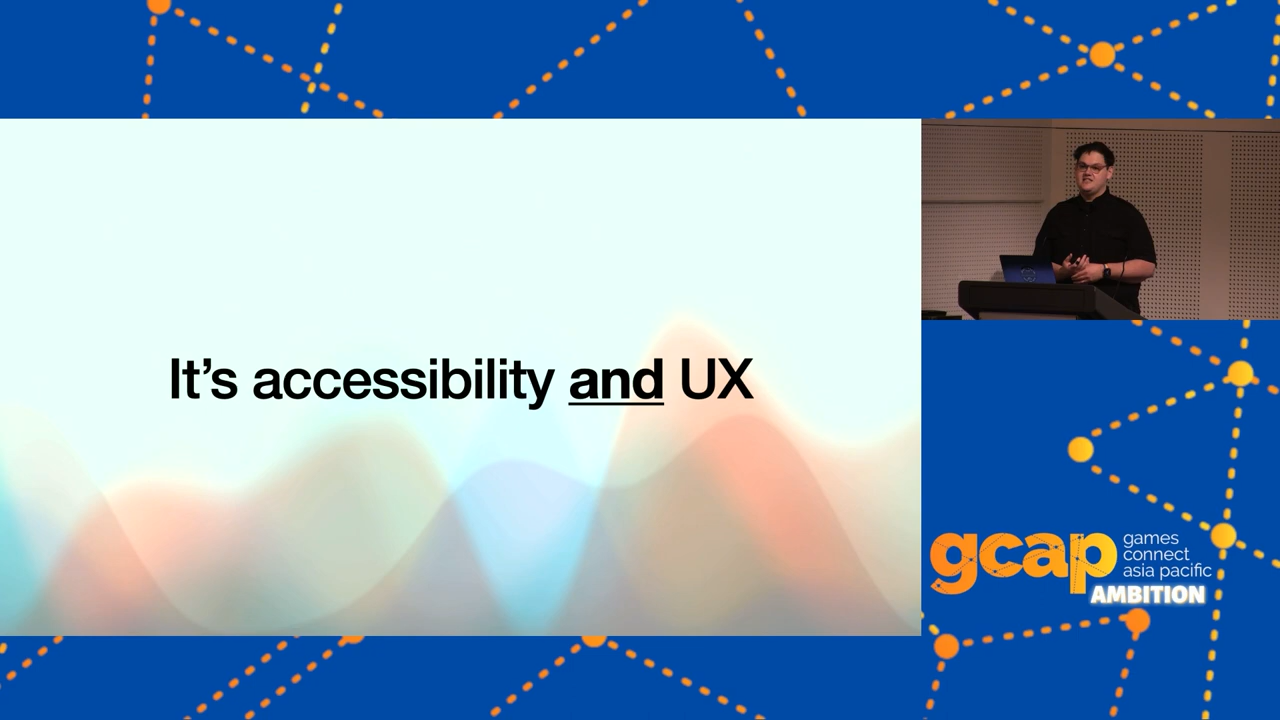 It's accessibility and UX
gcap
games
connect
asia pacific
AMBITION